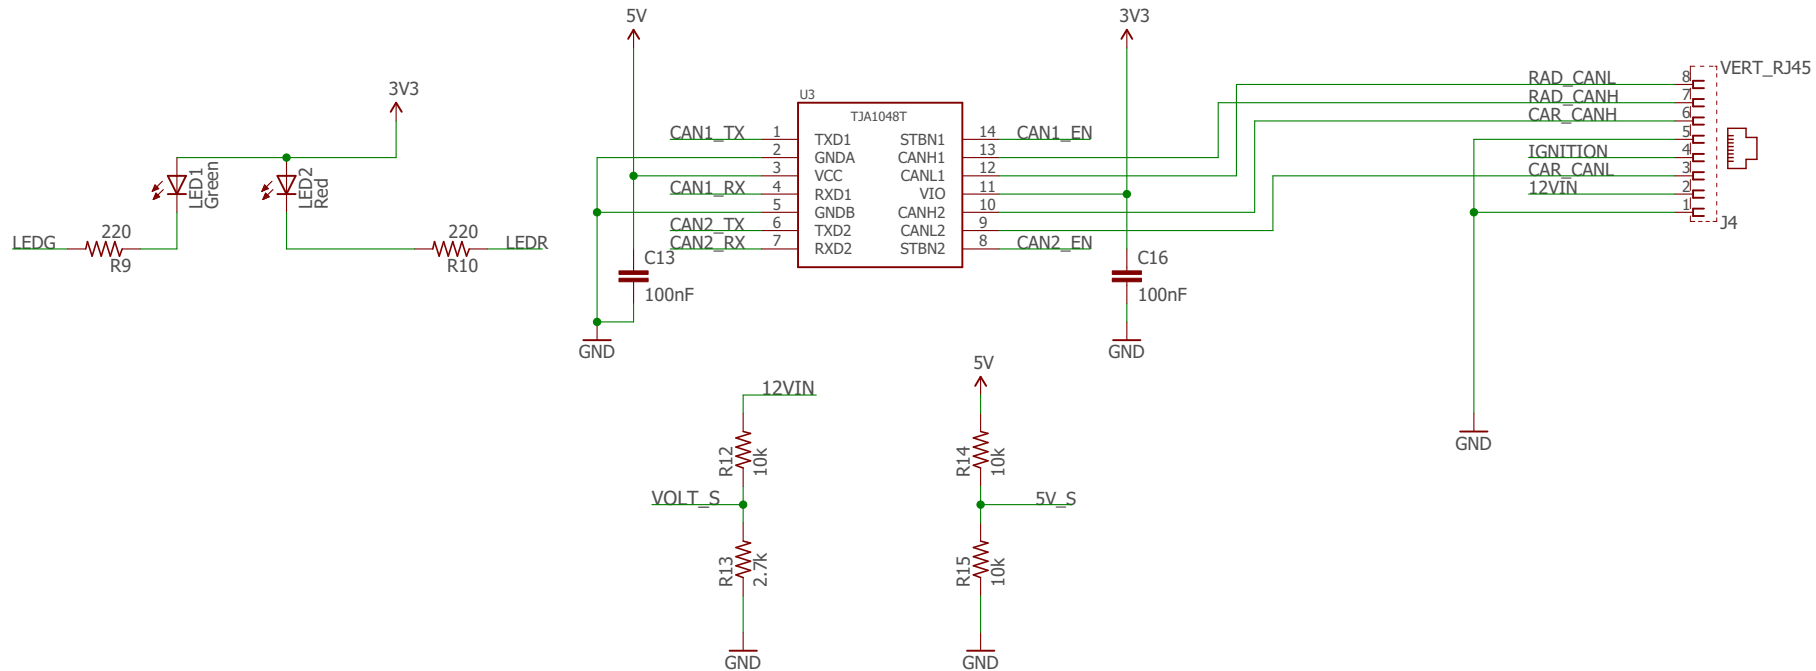 5V
3V3
3V3
LED1
Green
LED2
Red
LEDG
220
R9
220
R10
LEDR
U3
TJA1048T
CAN1_TX
1
TXD1
2
GNDA
3
VCC
CAN1_RX
4
RXD1
5
GNDB
CAN2_TX
6
TXD2
CAN2_RX
7
RXD2
STBN1
14
CAN1_EN
CANH1
13
CANL1
12
VIO
11
CANH2
10
CANL2
9
STBN2
8
CAN2_EN
C13
100nF
GND
C16
100nF
GND
VERT_RJ45
RAD_CANL
8
RAD_CANH
7
CAR_CANH
6
5
IGNITION
4
CAR_CANL
3
12VIN
2
1
J4
GND
12VIN
R12
10k
VOLT_S
R13
2.7k
GND
5V
R14
10k
5V_S
R15
10k
GND